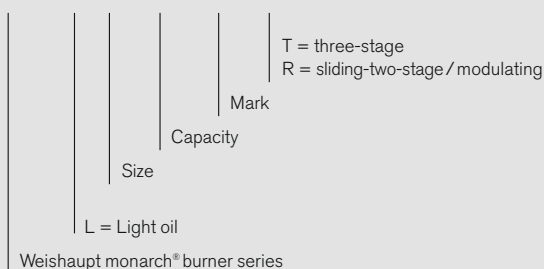 T = three-stage
R = sliding-two-stage / modulating
Mark
Capacity
Size
L = Light oil
Weishaupt monarch® burner series